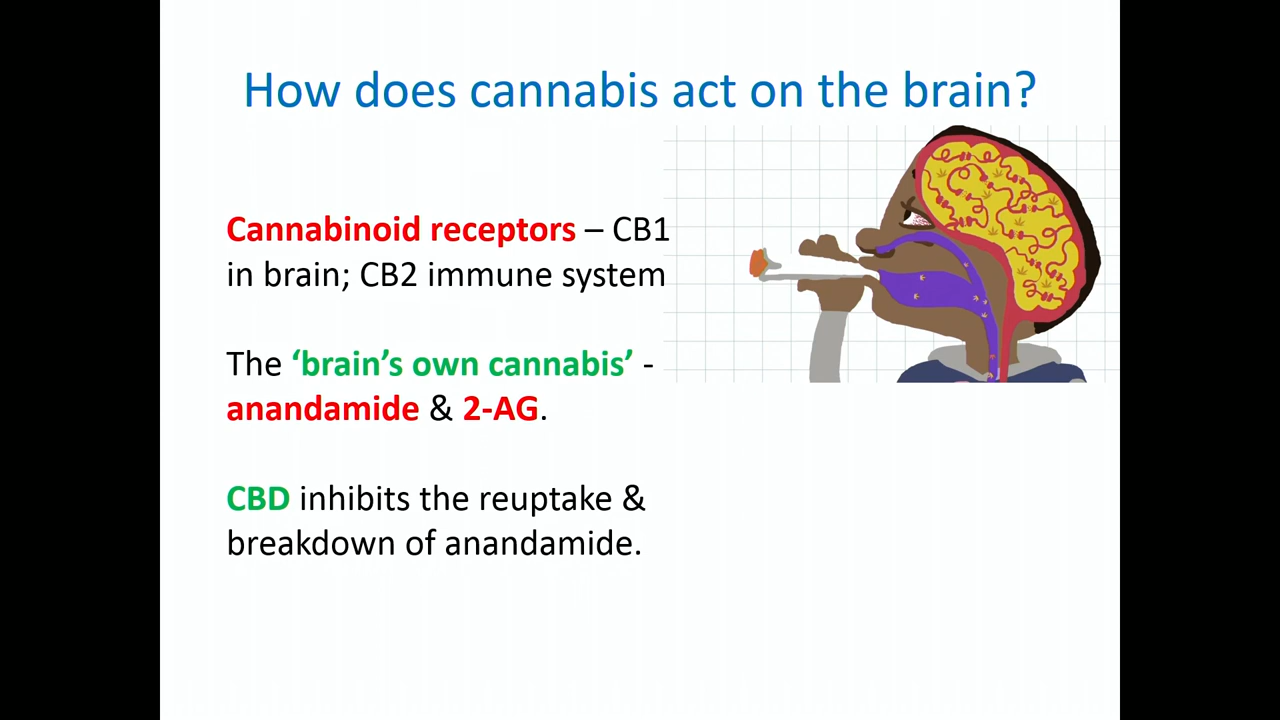 How does cannabis act on the brain?
Cannabinoid receptors – CB1
in brain; CB2 immune system
The ‘brain’s own cannabis’ -
anandamide & 2-AG.
CBD inhibits the reuptake &
breakdown of anandamide.